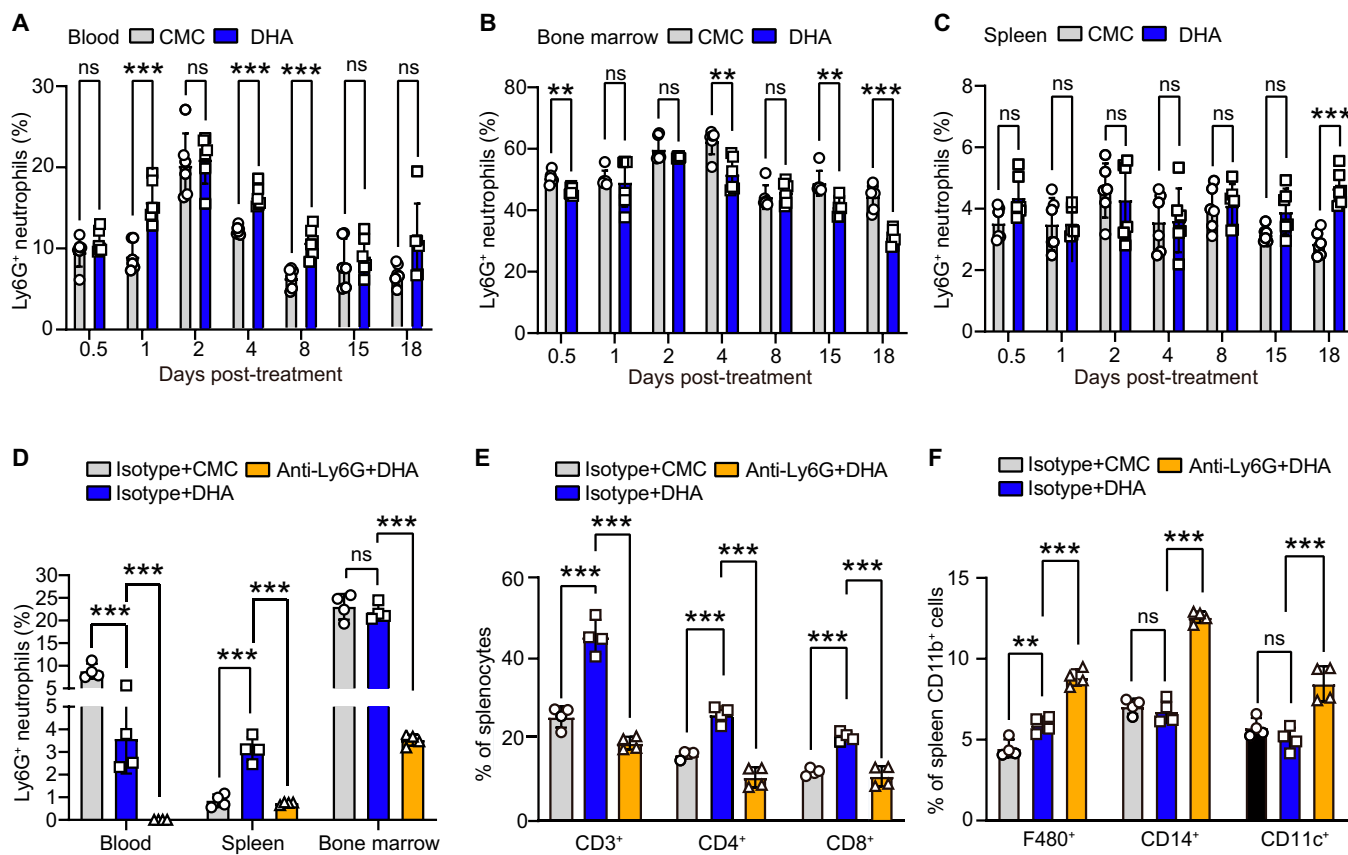 A
Blood CMC DHA
ns *** ns *** *** ns ns
Ly6G⁺ neutrophils (%)
30
20
10
0
0.5 1 2 4 8 15 18
Days post-treatment
B
Bone marrow CMC DHA
** ns ns ** ns ** ***
Ly6G⁺ neutrophils (%)
80
60
40
20
0
0.5 1 2 4 8 15 18
Days post-treatment
C
Spleen CMC DHA
ns ns ns ns ns ns ***
Ly6G⁺ neutrophils (%)
8
6
4
2
0
0.5 1 2 4 8 15 18
Days post-treatment
D
Isotype+CMC Anti-Ly6G+DHA
Isotype+DHA
*** *** *** *** ns ***
Ly6G⁺ neutrophils (%)
30
25
20
15
10
5
4
3
2
1
0
Blood Spleen Bone marrow
E
Isotype+CMC Anti-Ly6G+DHA
Isotype+DHA
*** *** *** *** *** ***
% of splenocytes
60
40
20
0
CD3⁺ CD4⁺ CD8⁺
F
Isotype+CMC Anti-Ly6G+DHA
Isotype+DHA
** *** ns *** ns ***
% of spleen CD11b⁺ cells
15
10
5
0
F480⁺ CD14⁺ CD11c⁺